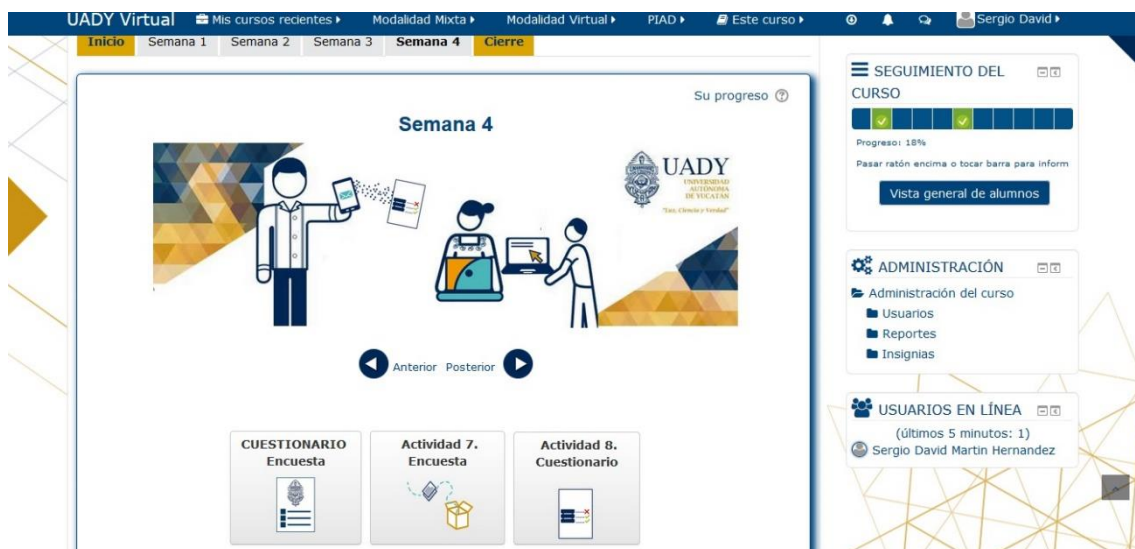 UADY Virtual Mis cursos recientes Modalidad Mixta Modalidad Virtual PIAD Este curso Sergio David
Inicio Semana 1 Semana 2 Semana 3 Semana 4 Cierre
Su progreso
Semana 4
UADY
UNIVERSIDAD
AUTÓNOMA
DE YUCATÁN
"Luz, Ciencia y Verdad"
Anterior Posterior
CUESTIONARIO
Encuesta
Actividad 7.
Encuesta
Actividad 8.
Cuestionario
SEGUIMIENTO DEL
CURSO
Progreso: 18%
Pasar ratón encima o tocar barra para inform
Vista general de alumnos
ADMINISTRACIÓN
Administración del curso
Usuarios
Reportes
Insignias
USUARIOS EN LÍNEA
(últimos 5 minutos: 1)
Sergio David Martin Hernandez